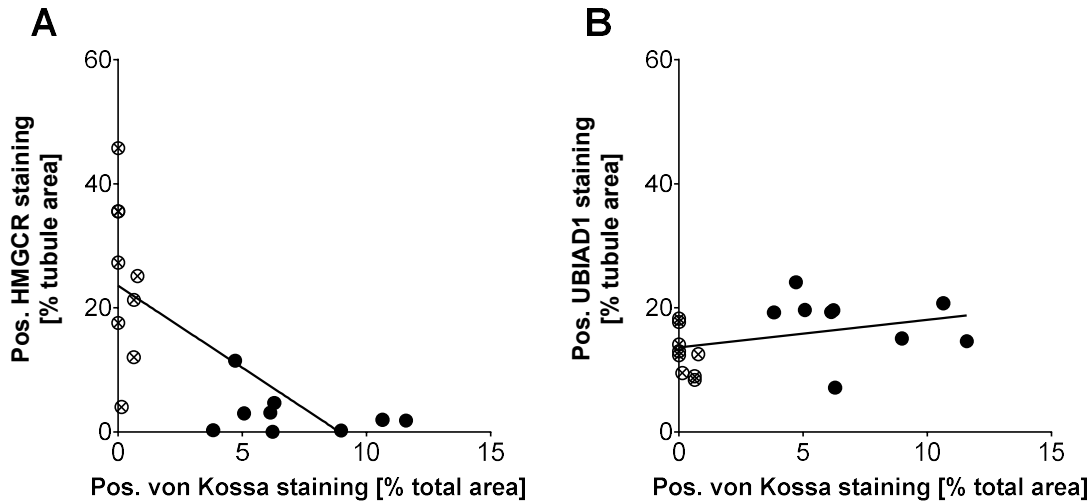 A
60
40
20
0
Pos. HMGCR staining
[% tubule area]
0 5 10 15
Pos. von Kossa staining [% total area]
B
60
40
20
0
Pos. UBIAD1 staining
[% tubule area]
0 5 10 15
Pos. von Kossa staining [% total area]